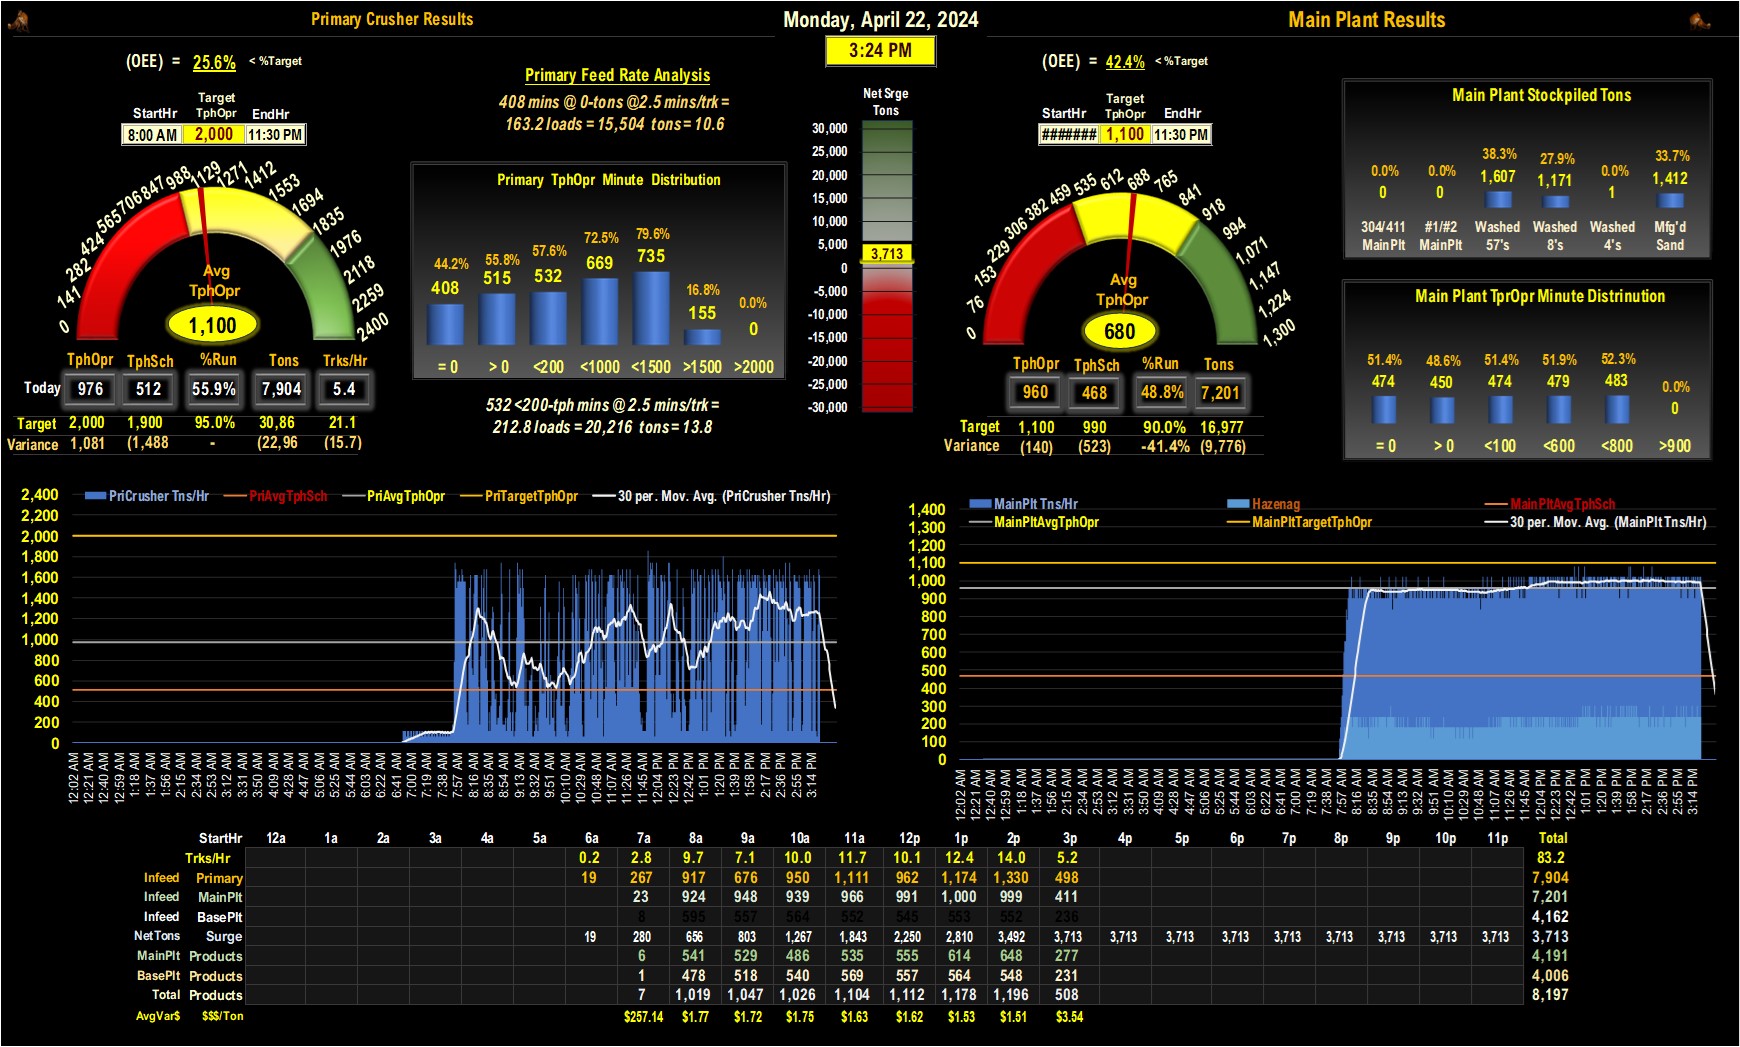 Primary Crusher Results
Monday, April 22, 2024
Main Plant Results
3:24 PM
(OEE) = 25.6% < %Target
StartHr Target TphOpr EndHr
8:00 AM 2,000 11:30 PM
0 141 282 424 565 706 847 988 1129 1271 1412 1553 1694 1835 1976 2118 2259 2400
Avg
TphOpr
1,100
TphOpr TphSch %Run Tons Trks/Hr
Today 976 512 55.9% 7,904 5.4
Target 2,000 1,900 95.0% 30,86 21.1
Variance 1,081 (1,488 - (22,96 (15.7)
Primary Feed Rate Analysis
408 mins @ 0-tons @2.5 mins/trk =
163.2 loads = 15,504 tons = 10.6
Primary TphOpr Minute Distribution
44.2% 55.8% 57.6% 72.5% 79.6% 16.8% 0.0%
408 515 532 669 735 155 0
= 0 > 0 <200 <1000 <1500 >1500 >2000
532 <200-tph mins @ 2.5 mins/trk =
212.8 loads = 20,216 tons = 13.8
Net Srge
Tons
30,000
25,000
20,000
15,000
10,000
5,000
3,713
0
-5,000
-10,000
-15,000
-20,000
-25,000
-30,000
(OEE) = 42.4% < %Target
StartHr Target TphOpr EndHr
####### 1,100 11:30 PM
0 76 153 229 306 382 459 535 612 688 765 841 918 994 1,071 1,147 1,224 1,300
Avg
TphOpr
680
TphOpr TphSch %Run Tons
960 468 48.8% 7,201
Target 1,100 990 90.0% 16,977
Variance (140) (523) -41.4% (9,776)
Main Plant Stockpiled Tons
0.0% 0.0% 38.3% 27.9% 0.0% 33.7%
0 0 1,607 1,171 1 1,412
304/411 #1/#2 Washed Washed Washed Mfg'd
MainPlt MainPlt 57's 8's 4's Sand
Main Plant TprOpr Minute Distrinution
51.4% 48.6% 51.4% 51.9% 52.3% 0.0%
474 450 474 479 483 0
= 0 > 0 <100 <600 <800 >900
PriCrusher Tns/Hr PriAvgTphSch PriAvgTphOpr PriTargetTphOpr 30 per. Mov. Avg. (PriCrusher Tns/Hr)
2,400
2,200
2,000
1,800
1,600
1,400
1,200
1,000
800
600
400
200
0
12:02 AM 12:21 AM 12:40 AM 12:59 AM 1:18 AM 1:37 AM 1:56 AM 2:15 AM 2:34 AM 2:53 AM 3:12 AM 3:31 AM 3:50 AM 4:09 AM 4:28 AM 4:47 AM 5:06 AM 5:25 AM 5:44 AM 6:03 AM 6:22 AM 6:41 AM 7:00 AM 7:19 AM 7:38 AM 7:57 AM 8:16 AM 8:35 AM 8:54 AM 9:13 AM 9:32 AM 9:51 AM 10:10 AM 10:29 AM 10:48 AM 11:07 AM 11:26 AM 11:45 AM 12:04 PM 12:23 PM 12:42 PM 1:01 PM 1:20 PM 1:39 PM 1:58 PM 2:17 PM 2:36 PM 2:55 PM 3:14 PM
MainPlt Tns/Hr Hazenag MainPltAvgTphSch
MainPltAvgTphOpr MainPltTargetTphOpr 30 per. Mov. Avg. (MainPlt Tns/Hr)
1,400
1,300
1,200
1,100
1,000
900
800
700
600
500
400
300
200
100
0
12:02 AM 12:21 AM 12:40 AM 12:59 AM 1:18 AM 1:37 AM 1:56 AM 2:15 AM 2:34 AM 2:53 AM 3:12 AM 3:31 AM 3:50 AM 4:09 AM 4:28 AM 4:47 AM 5:06 AM 5:25 AM 5:44 AM 6:03 AM 6:22 AM 6:41 AM 7:00 AM 7:19 AM 7:38 AM 7:57 AM 8:16 AM 8:35 AM 8:54 AM 9:13 AM 9:32 AM 9:51 AM 10:10 AM 10:29 AM 10:48 AM 11:07 AM 11:26 AM 11:45 AM 12:04 PM 12:23 PM 12:42 PM 1:01 PM 1:20 PM 1:39 PM 1:58 PM 2:17 PM 2:36 PM 2:55 PM 3:14 PM
StartHr 12a 1a 2a 3a 4a 5a 6a 7a 8a 9a 10a 11a 12p 1p 2p 3p 4p 5p 6p 7p 8p 9p 10p 11p Total
Trks/Hr 0.2 2.8 9.7 7.1 10.0 11.7 10.1 12.4 14.0 5.2 83.2
Infeed Primary 19 267 917 676 950 1,111 962 1,174 1,330 498 7,904
Infeed MainPlt 23 924 948 939 966 991 1,000 999 411 7,201
Infeed BasePlt 8 595 557 564 552 545 553 552 236 4,162
NetTons Surge 19 280 656 803 1,267 1,843 2,250 2,810 3,492 3,713 3,713 3,713 3,713 3,713 3,713 3,713 3,713 3,713 3,713
MainPlt Products 6 541 529 486 535 555 614 648 277 4,191
BasePlt Products 1 478 518 540 569 557 564 548 231 4,006
Total Products 7 1,019 1,047 1,026 1,104 1,112 1,178 1,196 508 8,197
AvgVar$ $$$/Ton $257.14 $1.77 $1.72 $1.75 $1.63 $1.62 $1.53 $1.51 $3.54